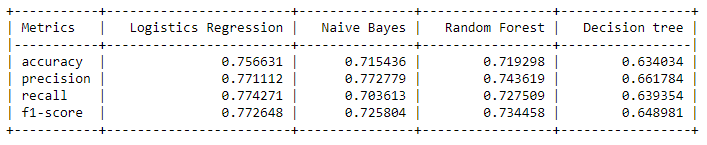 Metrics | Logistics Regression | Naive Bayes | Random Forest | Decision tree
accuracy | 0.756631 | 0.715436 | 0.719298 | 0.634034
precision | 0.771112 | 0.772779 | 0.743619 | 0.661784
recall | 0.774271 | 0.703613 | 0.727509 | 0.639354
f1-score | 0.772648 | 0.725804 | 0.734458 | 0.648981